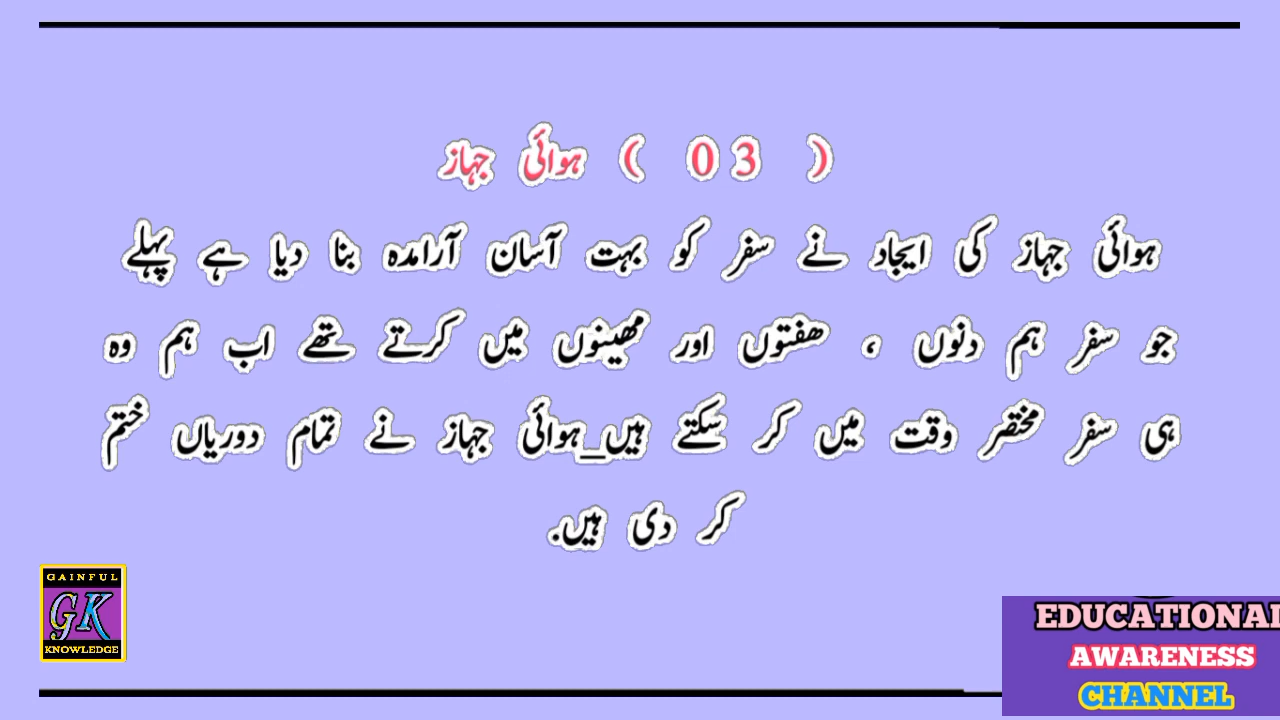 ( 03 ) ہوائی جہاز
ہوائی جہاز کی ایجاد نے سفر کو بہت آسان آرامدہ بنا دیا ہے پہلے
جو سفر ہم دنوں ، ھفتوں اور مھینوں میں کرتے تھے اب ہم وہ
ہی سفر مختصر وقت میں کر سکتے ہیں_ہوائی جہاز نے تمام دوریاں ختم
کر دی ہیں.
GAINFUL
GK
KNOWLEDGE
EDUCATIONAL
AWARENESS
CHANNEL